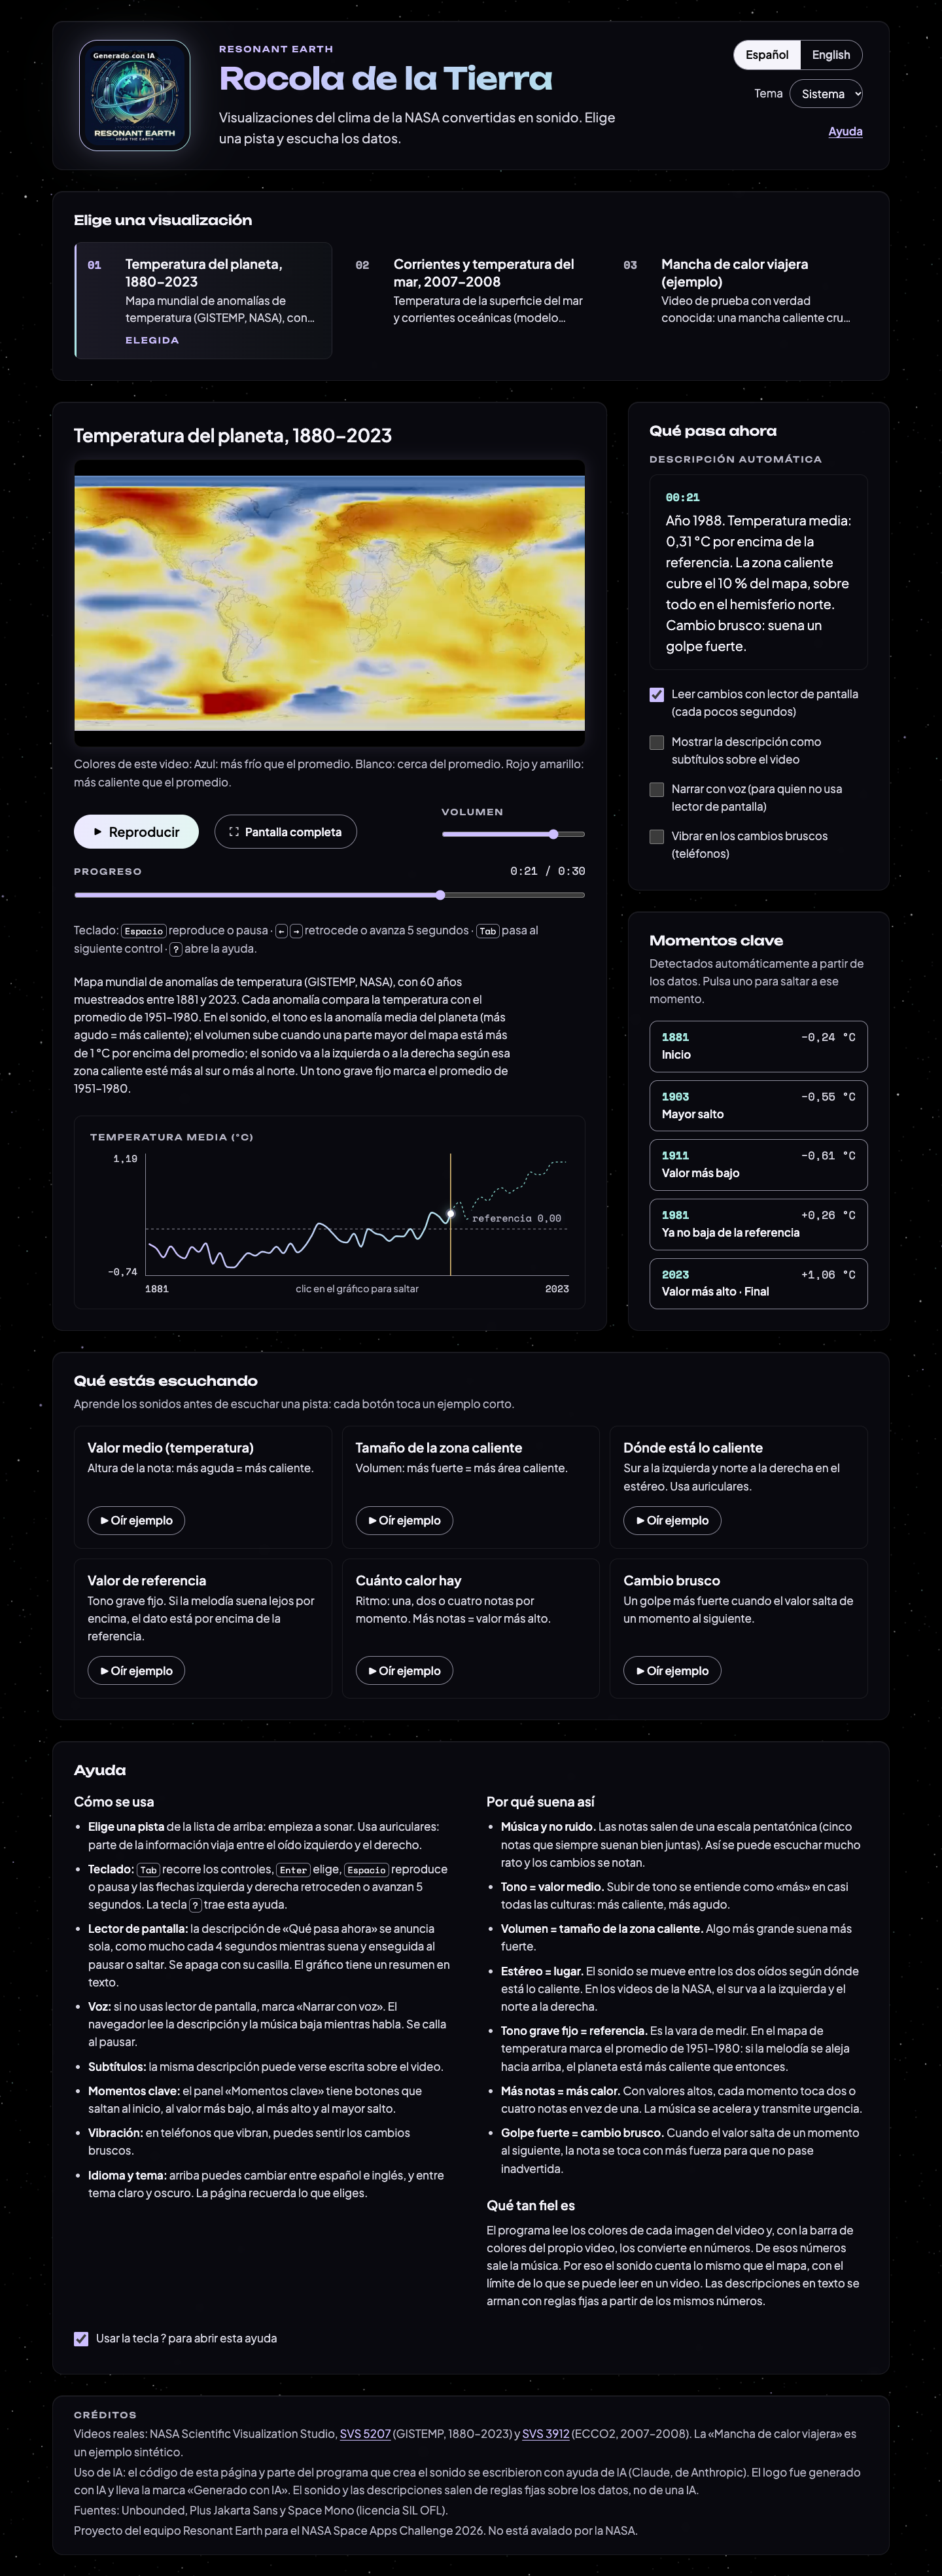 Generado con IA
RESONANT EARTH
HEAR THE EARTH
RESONANT EARTH
Rocola de la Tierra
Visualizaciones del clima de la NASA convertidas en sonido. Elige
una pista y escucha los datos.
Español English
Tema Sistema
Ayuda
Elige una visualización
01 Temperatura del planeta,
1880–2023
Mapa mundial de anomalías de
temperatura (GISTEMP, NASA), con…
ELEGIDA
02 Corrientes y temperatura del
mar, 2007–2008
Temperatura de la superficie del mar
y corrientes oceánicas (modelo…
03 Mancha de calor viajera
(ejemplo)
Video de prueba con verdad
conocida: una mancha caliente cru…
Temperatura del planeta, 1880–2023
Colores de este video: Azul: más frío que el promedio. Blanco: cerca del promedio. Rojo y amarillo:
más caliente que el promedio.
▶ Reproducir
Pantalla completa
VOLUMEN
PROGRESO 0:21 / 0:30
Teclado: Espacio reproduce o pausa · ← → retrocede o avanza 5 segundos · Tab pasa al
siguiente control · ? abre la ayuda.
Mapa mundial de anomalías de temperatura (GISTEMP, NASA), con 60 años
muestreados entre 1881 y 2023. Cada anomalía compara la temperatura con el
promedio de 1951–1980. En el sonido, el tono es la anomalía media del planeta (más
agudo = más caliente); el volumen sube cuando una parte mayor del mapa está más
de 1 °C por encima del promedio; el sonido va a la izquierda o a la derecha según esa
zona caliente esté más al sur o más al norte. Un tono grave fijo marca el promedio de
1951–1980.
TEMPERATURA MEDIA (°C)
1,19
referencia 0,00
−0,74
1881 clic en el gráfico para saltar 2023
Qué pasa ahora
DESCRIPCIÓN AUTOMÁTICA
00:21
Año 1988. Temperatura media:
0,31 °C por encima de la
referencia. La zona caliente
cubre el 10 % del mapa, sobre
todo en el hemisferio norte.
Cambio brusco: suena un
golpe fuerte.
Leer cambios con lector de pantalla
(cada pocos segundos)
Mostrar la descripción como
subtítulos sobre el video
Narrar con voz (para quien no usa
lector de pantalla)
Vibrar en los cambios bruscos
(teléfonos)
Momentos clave
Detectados automáticamente a partir de
los datos. Pulsa uno para saltar a ese
momento.
1881 −0,24 °C
Inicio
1903 −0,55 °C
Mayor salto
1911 −0,61 °C
Valor más bajo
1981 +0,26 °C
Ya no baja de la referencia
2023 +1,06 °C
Valor más alto · Final
Qué estás escuchando
Aprende los sonidos antes de escuchar una pista: cada botón toca un ejemplo corto.
Valor medio (temperatura)
Altura de la nota: más aguda = más caliente.
▶ Oír ejemplo
Tamaño de la zona caliente
Volumen: más fuerte = más área caliente.
▶ Oír ejemplo
Dónde está lo caliente
Sur a la izquierda y norte a la derecha en el
estéreo. Usa auriculares.
▶ Oír ejemplo
Valor de referencia
Tono grave fijo. Si la melodía suena lejos por
encima, el dato está por encima de la
referencia.
▶ Oír ejemplo
Cuánto calor hay
Ritmo: una, dos o cuatro notas por
momento. Más notas = valor más alto.
▶ Oír ejemplo
Cambio brusco
Un golpe más fuerte cuando el valor salta de
un momento al siguiente.
▶ Oír ejemplo
Ayuda
Cómo se usa
• Elige una pista de la lista de arriba: empieza a sonar. Usa auriculares:
parte de la información viaja entre el oído izquierdo y el derecho.
• Teclado: Tab recorre los controles, Enter elige, Espacio reproduce
o pausa y las flechas izquierda y derecha retroceden o avanzan 5
segundos. La tecla ? trae esta ayuda.
• Lector de pantalla: la descripción de «Qué pasa ahora» se anuncia
sola, como mucho cada 4 segundos mientras suena y enseguida al
pausar o saltar. Se apaga con su casilla. El gráfico tiene un resumen en
texto.
• Voz: si no usas lector de pantalla, marca «Narrar con voz». El
navegador lee la descripción y la música baja mientras habla. Se calla
al pausar.
• Subtítulos: la misma descripción puede verse escrita sobre el video.
• Momentos clave: el panel «Momentos clave» tiene botones que
saltan al inicio, al valor más bajo, al más alto y al mayor salto.
• Vibración: en teléfonos que vibran, puedes sentir los cambios
bruscos.
• Idioma y tema: arriba puedes cambiar entre español e inglés, y entre
tema claro y oscuro. La página recuerda lo que eliges.
Por qué suena así
• Música y no ruido. Las notas salen de una escala pentatónica (cinco
notas que siempre suenan bien juntas). Así se puede escuchar mucho
rato y los cambios se notan.
• Tono = valor medio. Subir de tono se entiende como «más» en casi
todas las culturas: más caliente, más agudo.
• Volumen = tamaño de la zona caliente. Algo más grande suena más
fuerte.
• Estéreo = lugar. El sonido se mueve entre los dos oídos según dónde
está lo caliente. En los videos de la NASA, el sur va a la izquierda y el
norte a la derecha.
• Tono grave fijo = referencia. Es la vara de medir. En el mapa de
temperatura marca el promedio de 1951–1980: si la melodía se aleja
hacia arriba, el planeta está más caliente que entonces.
• Más notas = más calor. Con valores altos, cada momento toca dos o
cuatro notas en vez de una. La música se acelera y transmite urgencia.
• Golpe fuerte = cambio brusco. Cuando el valor salta de un momento
al siguiente, la nota se toca con más fuerza para que no pase
inadvertida.
Qué tan fiel es
El programa lee los colores de cada imagen del video y, con la barra de
colores del propio video, los convierte en números. De esos números
sale la música. Por eso el sonido cuenta lo mismo que el mapa, con el
límite de lo que se puede leer en un video. Las descripciones en texto se
arman con reglas fijas a partir de los mismos números.
Usar la tecla ? para abrir esta ayuda
CRÉDITOS
Videos reales: NASA Scientific Visualization Studio, SVS 5207 (GISTEMP, 1880–2023) y SVS 3912 (ECCO2, 2007–2008). La «Mancha de calor viajera» es
un ejemplo sintético.
Uso de IA: el código de esta página y parte del programa que crea el sonido se escribieron con ayuda de IA (Claude, de Anthropic). El logo fue generado
con IA y lleva la marca «Generado con IA». El sonido y las descripciones salen de reglas fijas sobre los datos, no de una IA.
Fuentes: Unbounded, Plus Jakarta Sans y Space Mono (licencia SIL OFL).
Proyecto del equipo Resonant Earth para el NASA Space Apps Challenge 2026. No está avalado por la NASA.